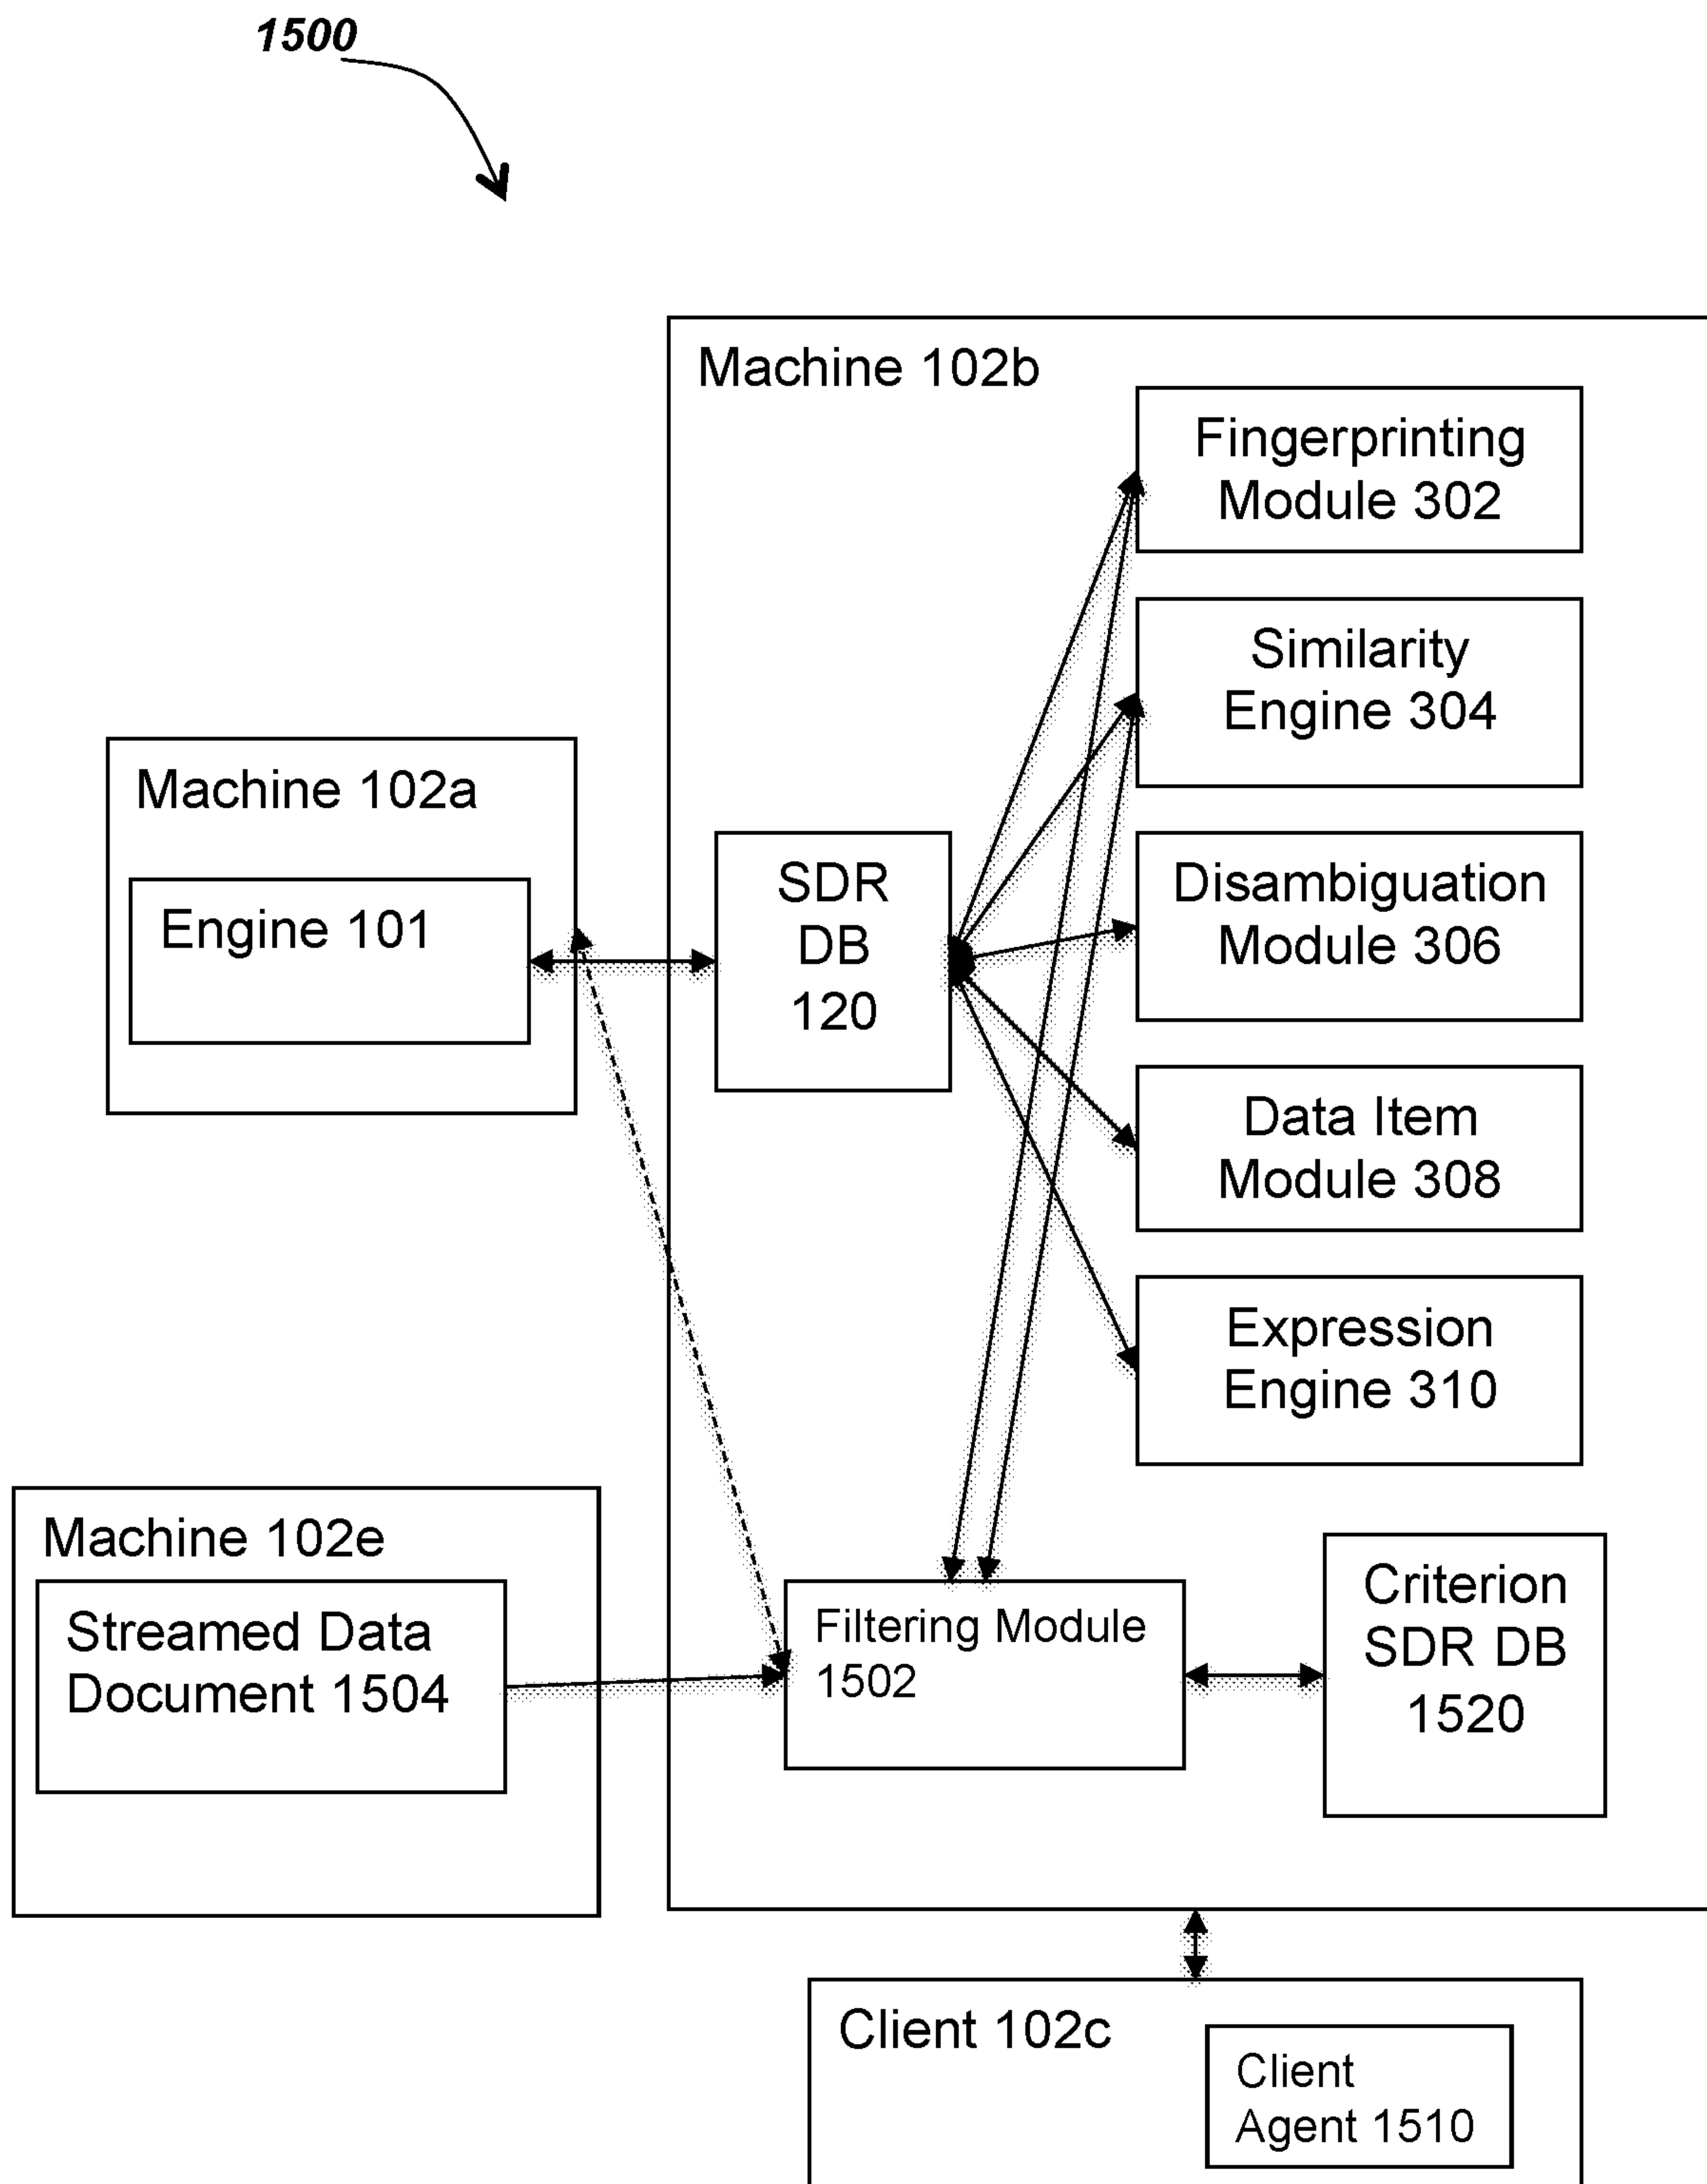 1500
Machine 102b
Fingerprinting
Module 302
Similarity
Engine 304
Machine 102a
Engine 101
SDR
DB
120
Disambiguation
Module 306
Data Item
Module 308
Expression
Engine 310
Machine 102e
Streamed Data
Document 1504
Filtering Module
1502
Criterion
SDR DB
1520
Client 102c
Client
Agent 1510